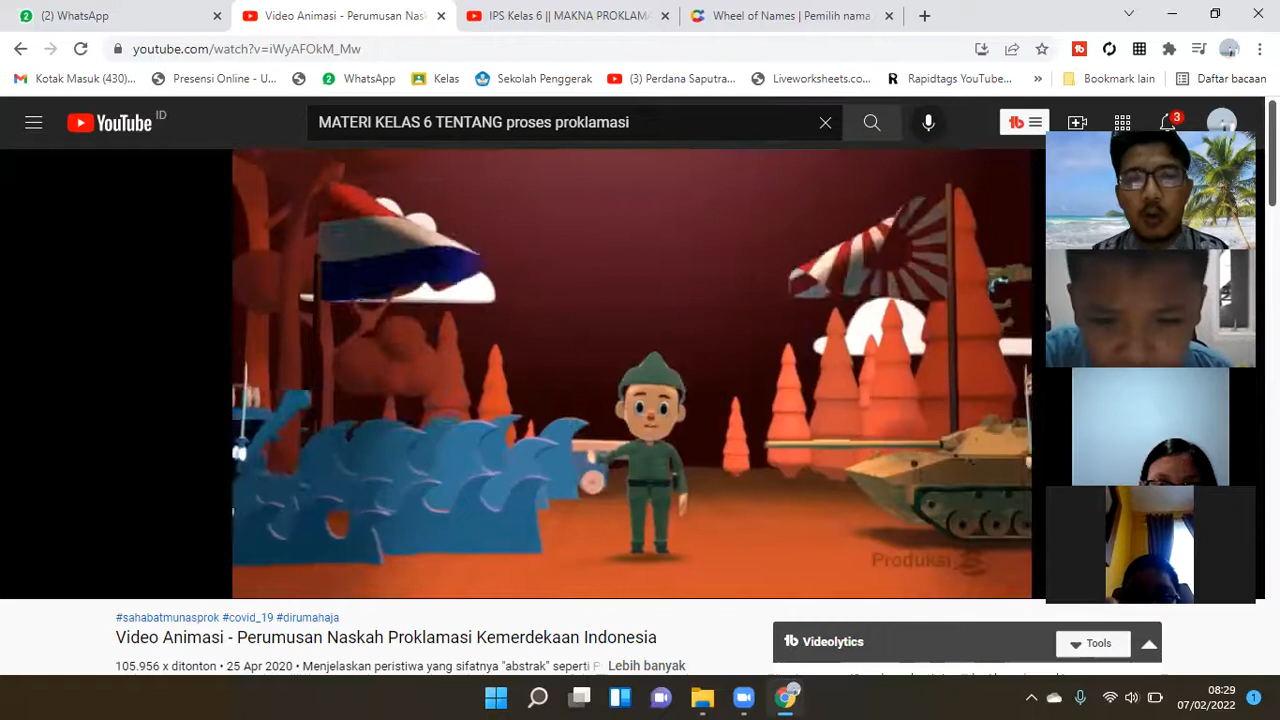 (2) WhatsApp
Video Animasi - Perumusan Nask
IPS Kelas 6 || MAKNA PROKLAMA
Wheel of Names | Pemilih nama
youtube.com/watch?v=iWyAFOkM_Mw
Kotak Masuk (430)...
Presensi Online - U...
2
WhatsApp
Kelas
Sekolah Penggerak
(3) Perdana Saputra...
Liveworksheets.co...
R
Rapidtags YouTube...
»
Bookmark lain
Daftar bacaan
YouTube ID
MATERI KELAS 6 TENTANG proses proklamasi
tb
3
Produksi
#sahabatmunasprok #covid_19 #dirumahaja
Video Animasi - Perumusan Naskah Proklamasi Kemerdekaan Indonesia
105.956 x ditonton • 25 Apr 2020 • Menjelaskan peristiwa yang sifatnya "abstrak" seperti
Lebih banyak
tb Videolytics
Tools
08:29
07/02/2022
1